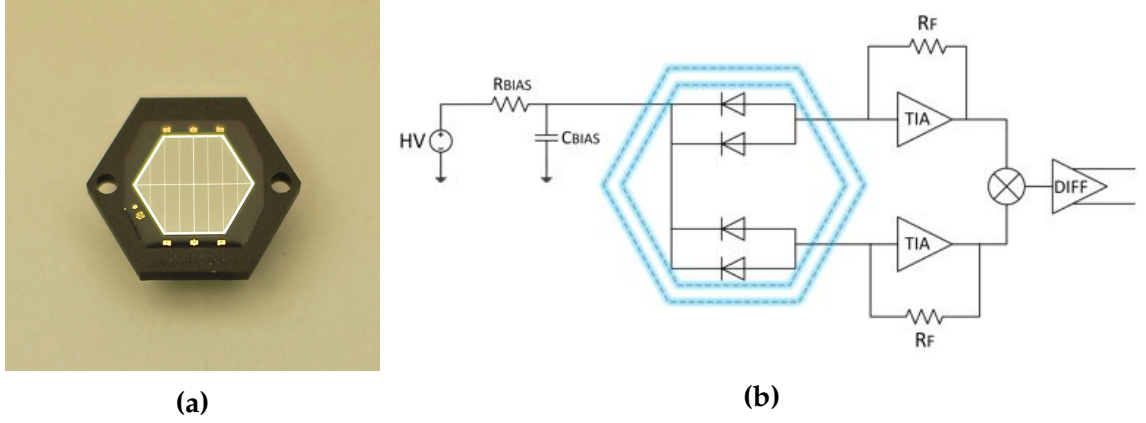 RF
RBIAS
TIA
HV
CBIAS
DIFF
TIA
RF
(a)
(b)